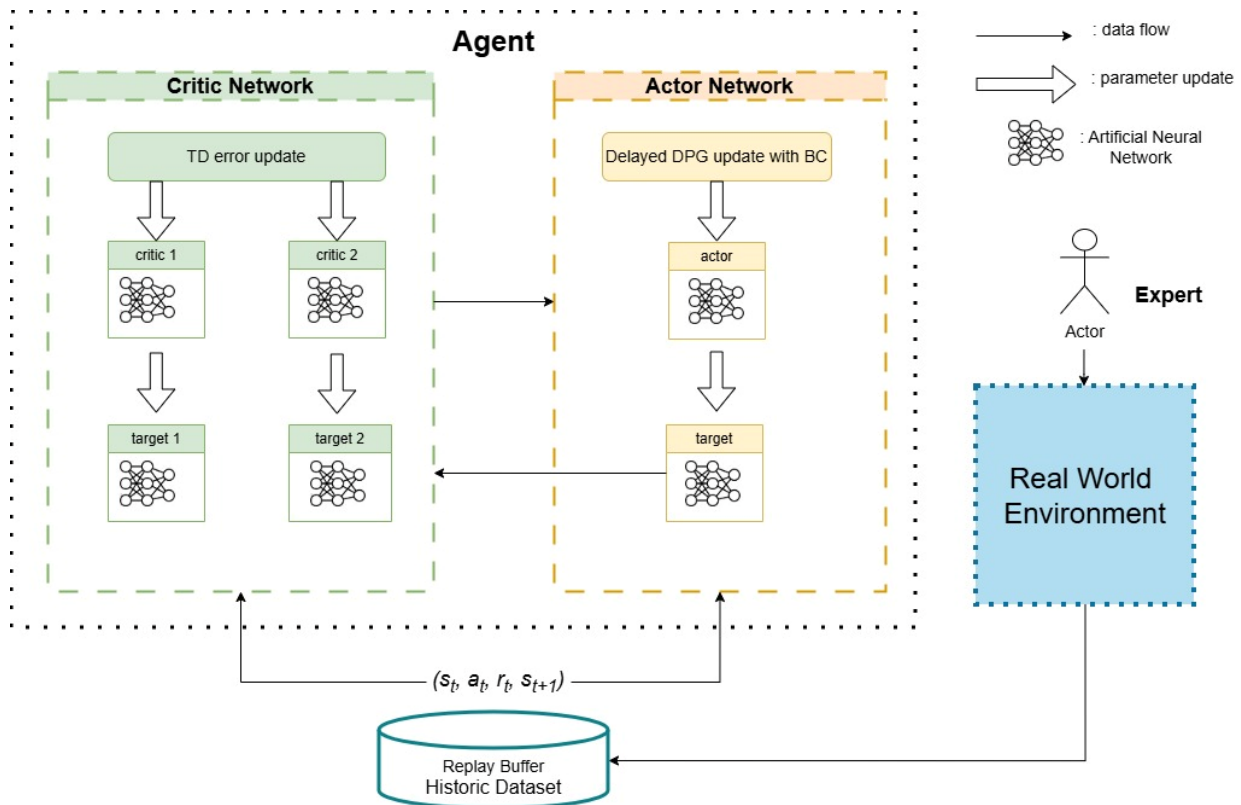 Agent
Critic Network
Actor Network
TD error update
Delayed DPG update with BC
critic 1
critic 2
actor
target 1
target 2
target
: data flow
: parameter update
: Artificial Neural
Network
Expert
Actor
Real World
Environment
(sₜ, aₜ, rₜ, sₜ₊₁)
Replay Buffer
Historic Dataset